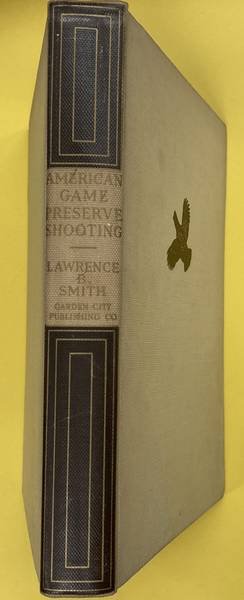 AMERICAN
GAME
PRESERVE
SHOOTING
LAWRENCE
B.
SMITH
GARDEN CITY
PUBLISHING CO